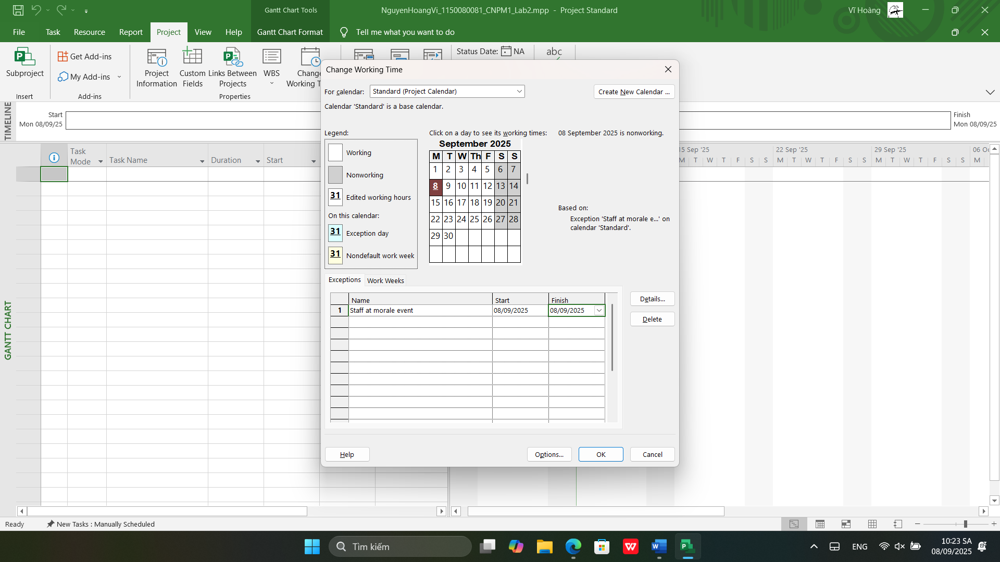 Gantt Chart Tools
NguyenHoangVi_1150080081_CNPM1_Lab2.mpp - Project Standard
Vĩ Hoàng
File Task Resource Report Project View Help Gantt Chart Format Tell me what you want to do
Subproject
Insert
Get Add-ins
My Add-ins
Add-ins
Project Information
Custom Fields
Links Between Projects
WBS
Properties
Status Date: NA
abc
TIMELINE
Start
Mon 08/09/25
Finish
Mon 08/09/25
GANTT CHART
Task Mode
Task Name
Duration
Start
15 Sep '25
22 Sep '25
29 Sep '25
M T W T F S S M T W T F S S M T W T F S S M
Change Working Time
For calendar: Standard (Project Calendar)
Create New Calendar ...
Calendar 'Standard' is a base calendar.
Legend:
Working
Nonworking
31 Edited working hours
On this calendar:
31 Exception day
31 Nondefault work week
Click on a day to see its working times:
September 2025
M T W Th F S S
1 2 3 4 5 6 7
8 9 10 11 12 13 14
15 16 17 18 19 20 21
22 23 24 25 26 27 28
29 30
08 September 2025 is nonworking.
Based on:
Exception 'Staff at morale e...' on
calendar 'Standard'.
Exceptions Work Weeks
Name Start Finish
1 Staff at morale event 08/09/2025 08/09/2025
Details...
Delete
Help
Options...
OK
Cancel
Ready
New Tasks : Manually Scheduled
Tìm kiếm
ENG
10:23 SA
08/09/2025